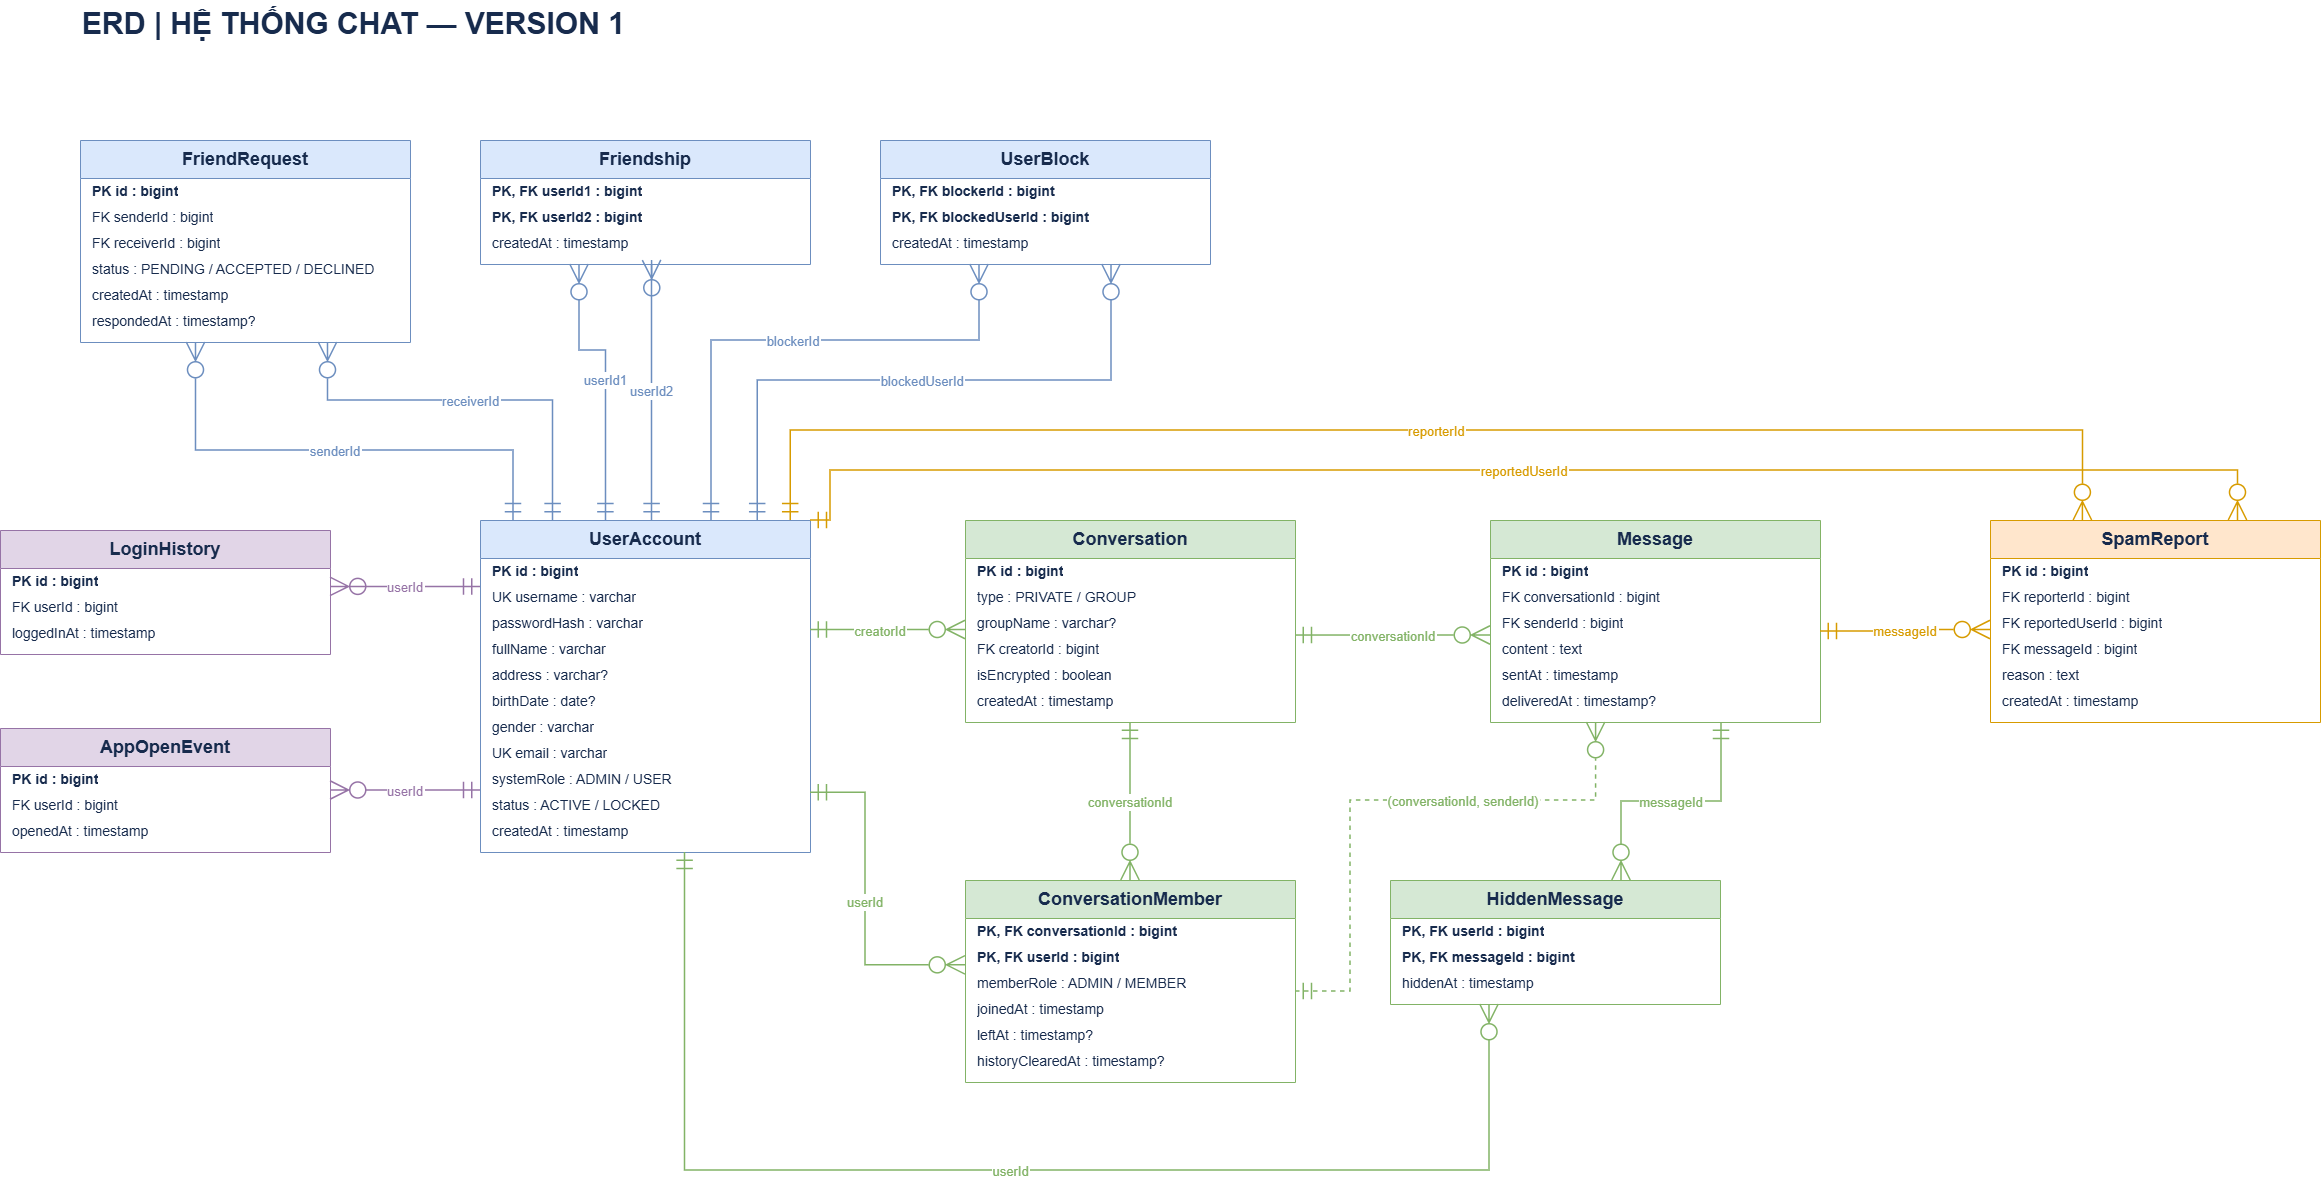 ERD | HỆ THỐNG CHAT — VERSION 1
FriendRequest
PK id : bigint
FK senderId : bigint
FK receiverId : bigint
status : PENDING / ACCEPTED / DECLINED
createdAt : timestamp
respondedAt : timestamp?
Friendship
PK, FK userId1 : bigint
PK, FK userId2 : bigint
createdAt : timestamp
UserBlock
PK, FK blockerId : bigint
PK, FK blockedUserId : bigint
createdAt : timestamp
blockerId
userId1
userId2
blockedUserId
receiverId
senderId
reporterId
reportedUserId
LoginHistory
PK id : bigint
FK userId : bigint
loggedInAt : timestamp
userId
AppOpenEvent
PK id : bigint
FK userId : bigint
openedAt : timestamp
userId
UserAccount
PK id : bigint
UK username : varchar
passwordHash : varchar
fullName : varchar
address : varchar?
birthDate : date?
gender : varchar
UK email : varchar
systemRole : ADMIN / USER
status : ACTIVE / LOCKED
createdAt : timestamp
creatorId
Conversation
PK id : bigint
type : PRIVATE / GROUP
groupName : varchar?
FK creatorId : bigint
isEncrypted : boolean
createdAt : timestamp
conversationId
Message
PK id : bigint
FK conversationId : bigint
FK senderId : bigint
content : text
sentAt : timestamp
deliveredAt : timestamp?
messageId
SpamReport
PK id : bigint
FK reporterId : bigint
FK reportedUserId : bigint
FK messageId : bigint
reason : text
createdAt : timestamp
conversationId
(conversationId, senderId)
messageId
userId
ConversationMember
PK, FK conversationId : bigint
PK, FK userId : bigint
memberRole : ADMIN / MEMBER
joinedAt : timestamp
leftAt : timestamp?
historyClearedAt : timestamp?
HiddenMessage
PK, FK userId : bigint
PK, FK messageId : bigint
hiddenAt : timestamp
userId